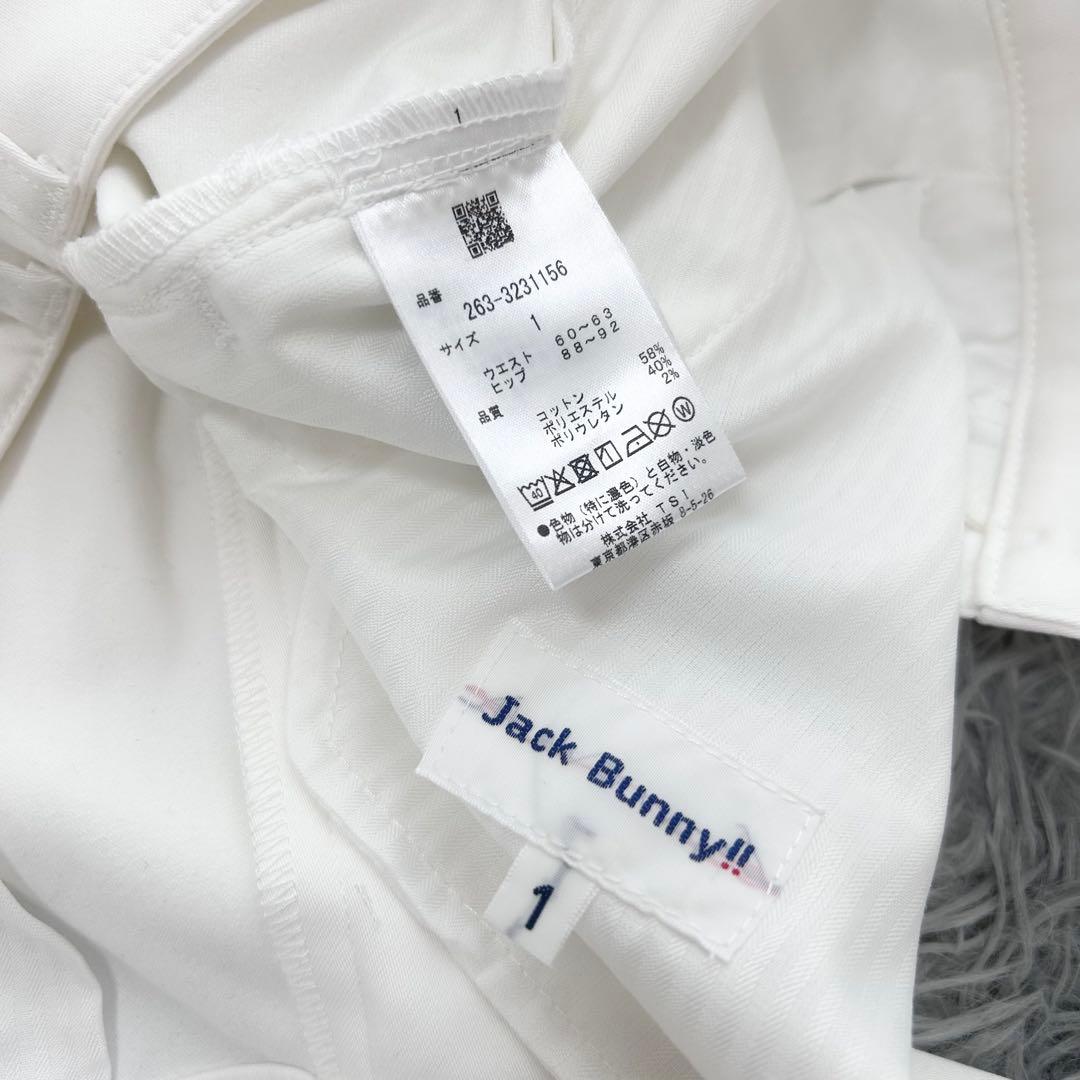 1
品番 263-3231156
サイズ 1
ウエスト 60~63
ヒップ 88~92
品質 コットン 58%
ポリエステル 40%
ポリウレタン 2%
40
W
●色物(特に濃色)と白物・淡色
物は分けて洗ってください。
株式会社 TSI
東京都港区赤坂 8-5-26
Jack Bunny!!
1